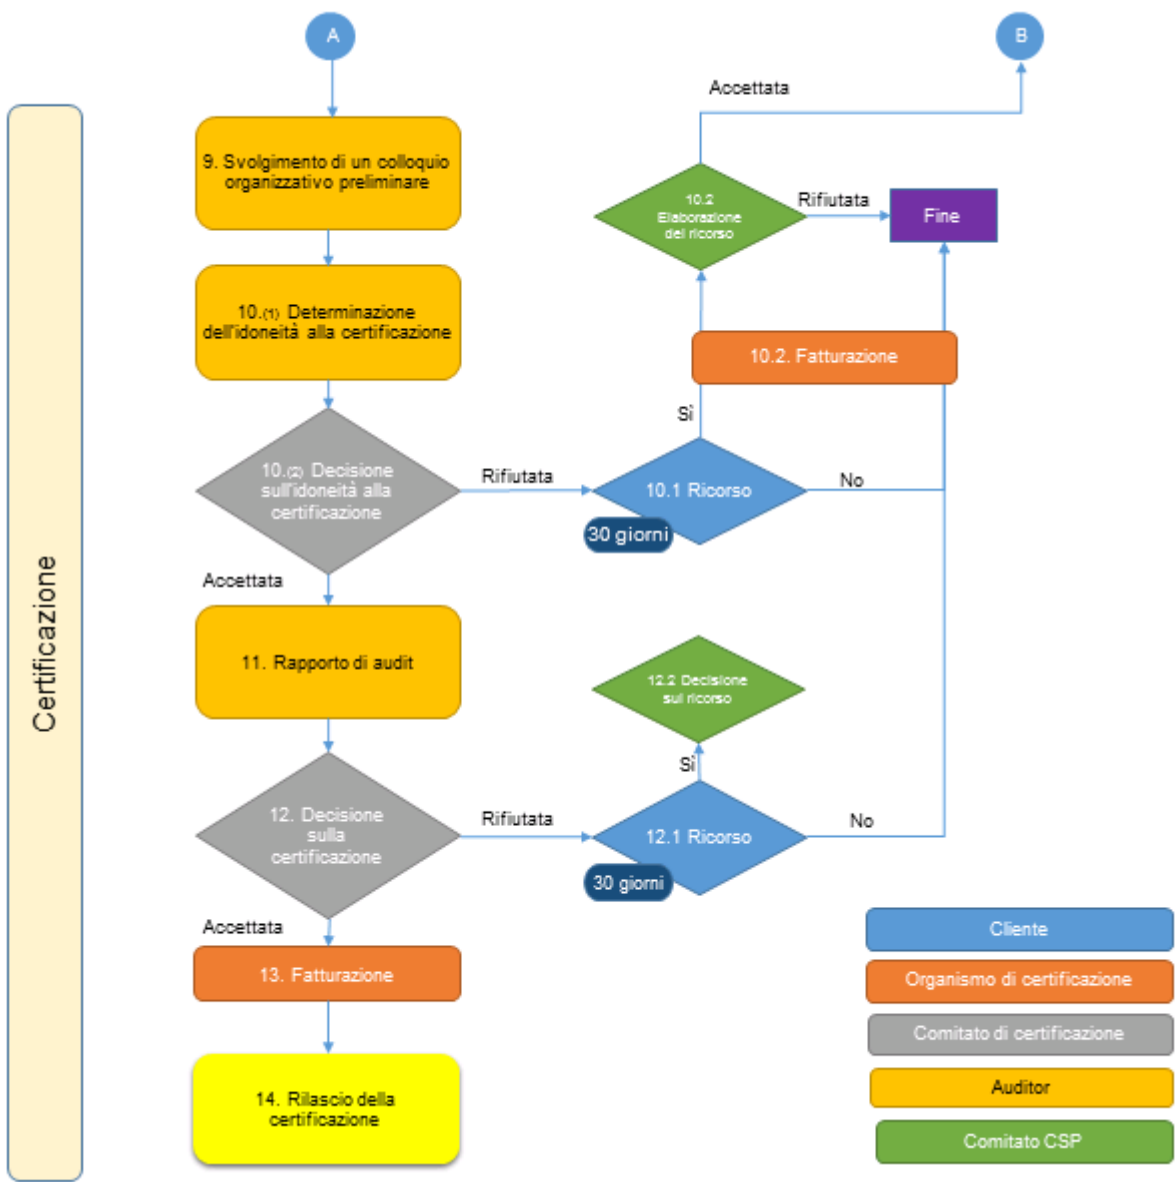 A
B
Accettata
9. Svolgimento di un colloquio
organizzativo preliminare
10.2
Elaborazione
del ricorso
Rifiutata
Fine
10.(1) Determinazione
dell'idoneità alla certificazione
10.2. Fatturazione
Sì
10.(2) Decisione
sull'idoneità alla
certificazione
Rifiutata
10.1 Ricorso
No
30 giorni
Accettata
11. Rapporto di audit
12.2 Decisione
sul ricorso
Sì
12. Decisione
sulla
certificazione
Rifiutata
12.1 Ricorso
No
30 giorni
Accettata
13. Fatturazione
14. Rilascio della
certificazione
Certificazione
Cliente
Organismo di certificazione
Comitato di certificazione
Auditor
Comitato CSP